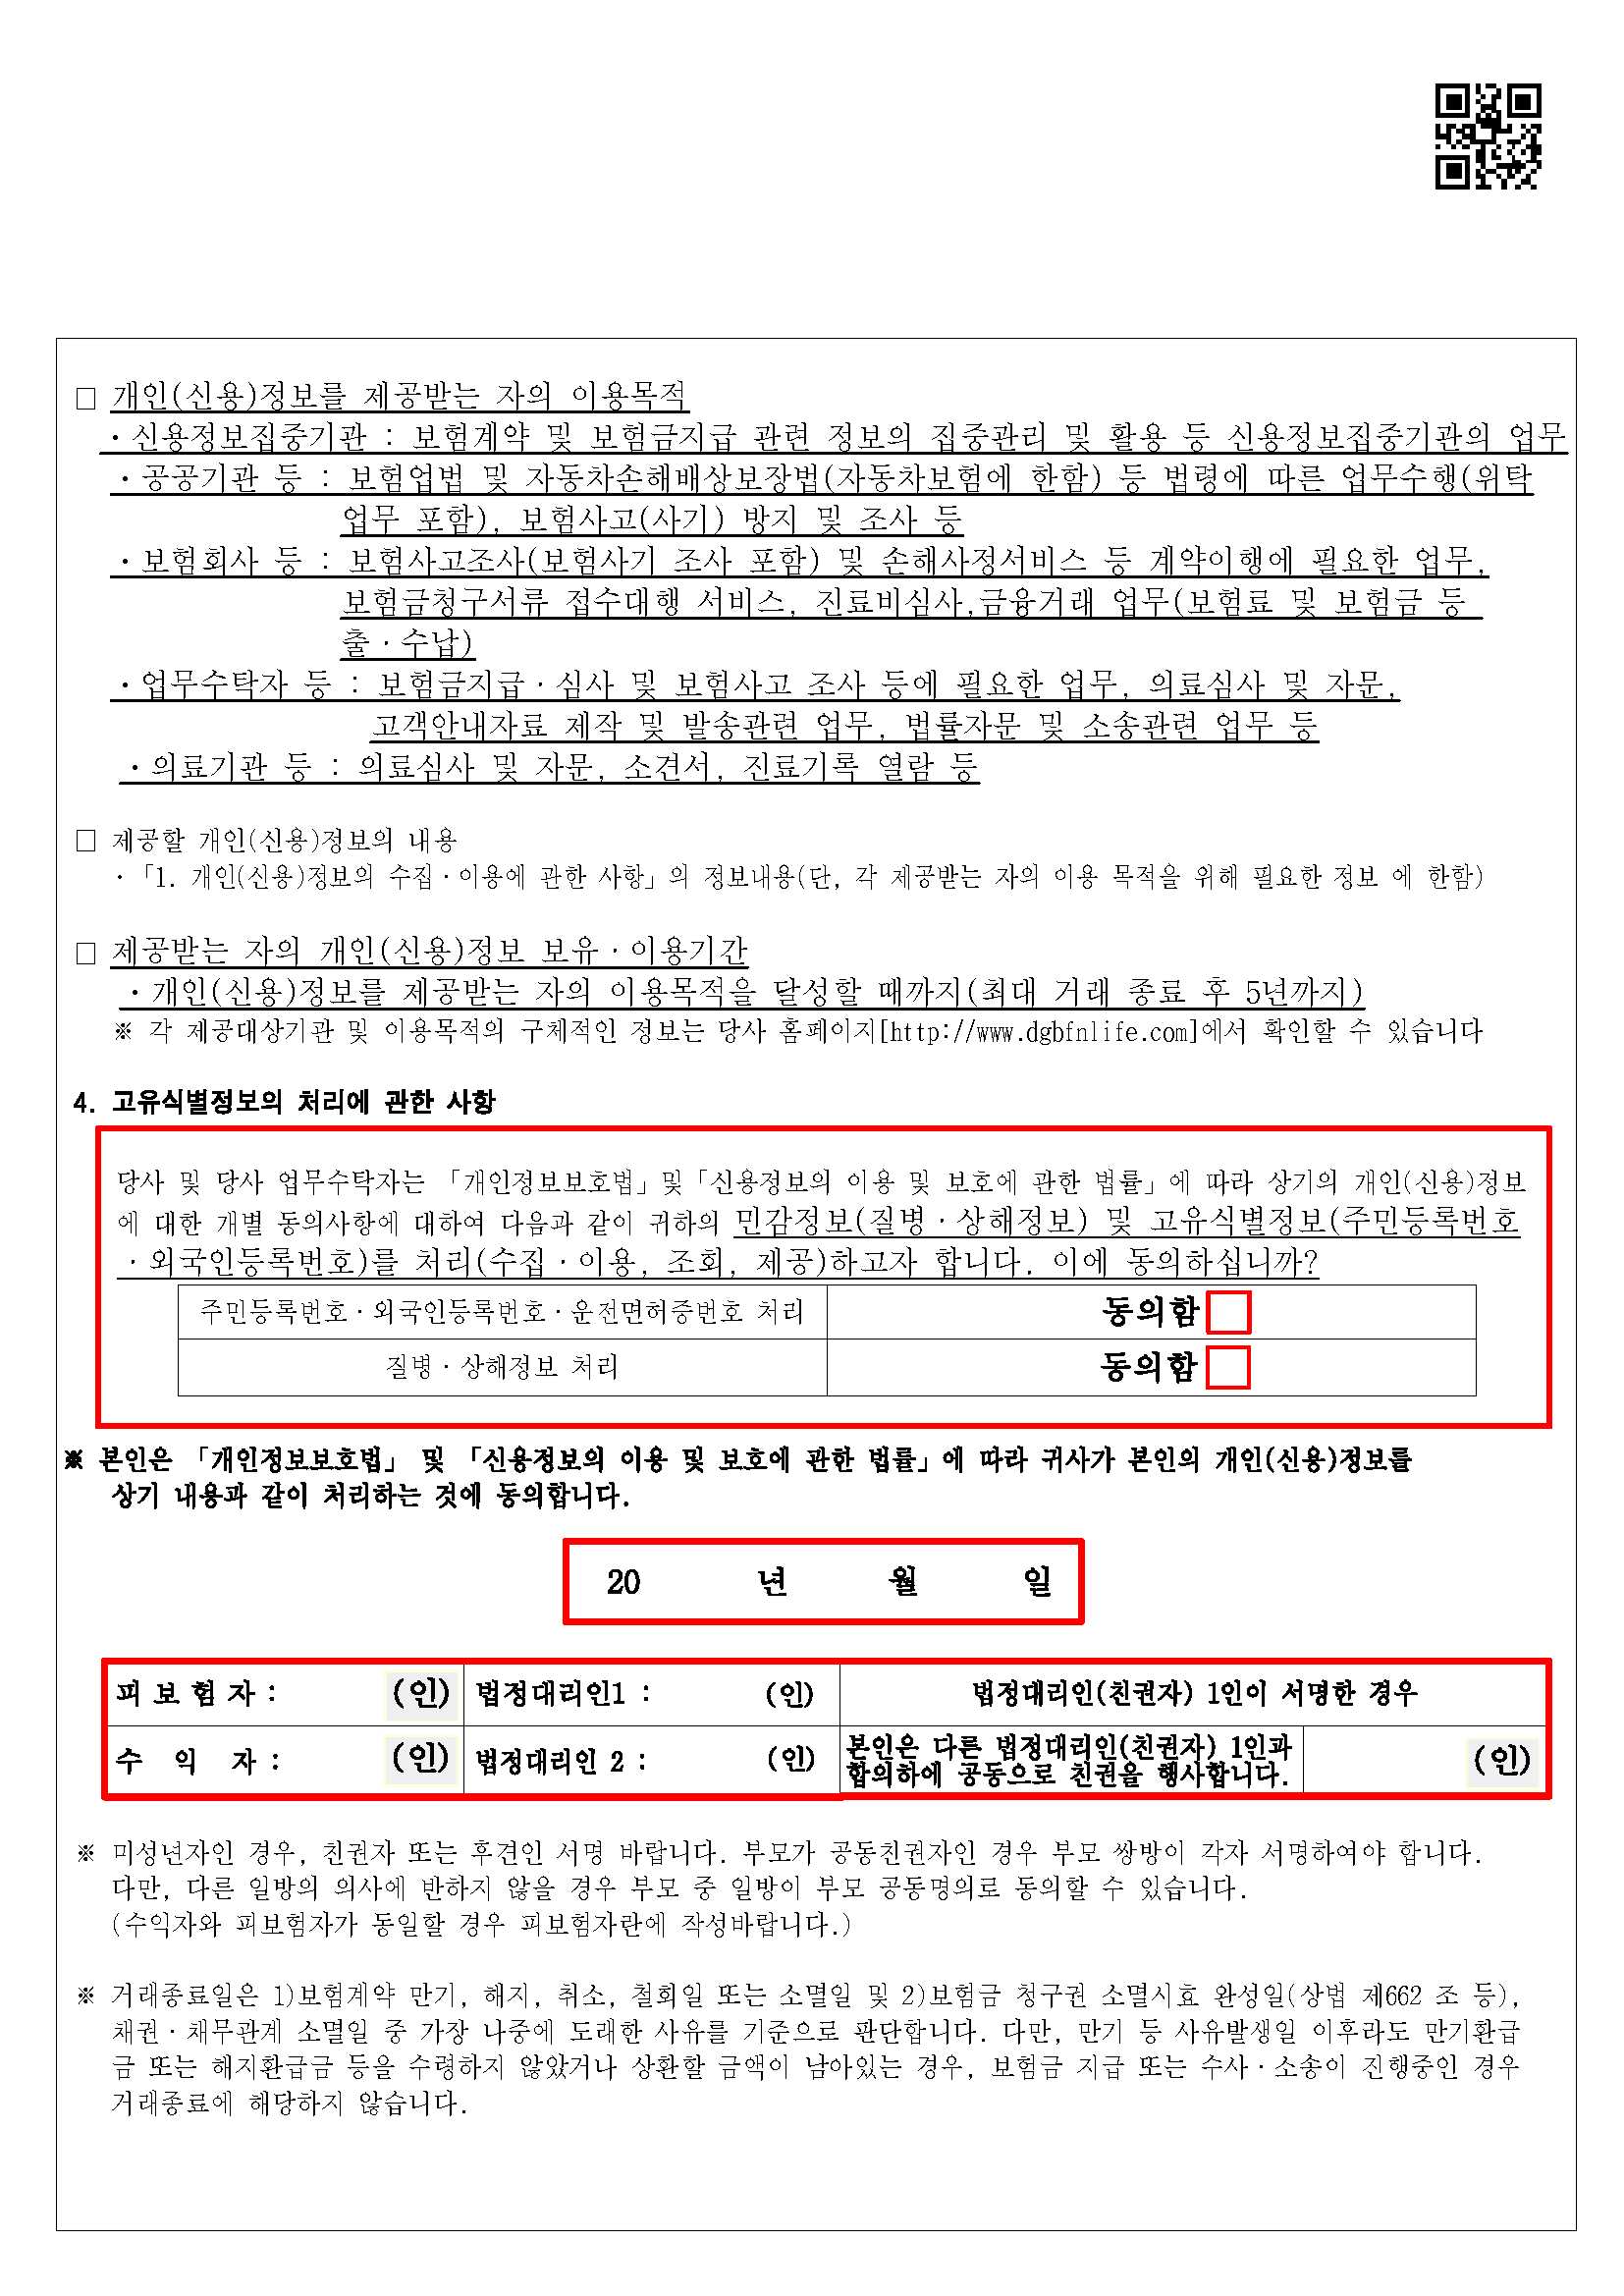 □ 개인(신용)정보를 제공받는 자의 이용목적
·신용정보집중기관 : 보험계약 및 보험금지급 관련 정보의 집중관리 및 활용 등 신용정보집중기관의 업무
·공공기관 등 : 보험업법 및 자동차손해배상보장법(자동차보험에 한함) 등 법령에 따른 업무수행(위탁
업무 포함), 보험사고(사기) 방지 및 조사 등
·보험회사 등 : 보험사고조사(보험사기 조사 포함) 및 손해사정서비스 등 계약이행에 필요한 업무,
보험금청구서류 접수대행 서비스, 진료비심사,금융거래 업무(보험료 및 보험금 등
출·수납)
·업무수탁자 등 : 보험금지급·심사 및 보험사고 조사 등에 필요한 업무, 의료심사 및 자문,
고객안내자료 제작 및 발송관련 업무, 법률자문 및 소송관련 업무 등
·의료기관 등 : 의료심사 및 자문, 소견서, 진료기록 열람 등
□ 제공할 개인(신용)정보의 내용
·「1. 개인(신용)정보의 수집·이용에 관한 사항」의 정보내용(단, 각 제공받는 자의 이용 목적을 위해 필요한 정보 에 한함)
□ 제공받는 자의 개인(신용)정보 보유·이용기간
·개인(신용)정보를 제공받는 자의 이용목적을 달성할 때까지(최대 거래 종료 후 5년까지)
※ 각 제공대상기관 및 이용목적의 구체적인 정보는 당사 홈페이지[http://www.dgbfnlife.com]에서 확인할 수 있습니다
4. 고유식별정보의 처리에 관한 사항
당사 및 당사 업무수탁자는 「개인정보보호법」및「신용정보의 이용 및 보호에 관한 법률」에 따라 상기의 개인(신용)정보
에 대한 개별 동의사항에 대하여 다음과 같이 귀하의 민감정보(질병·상해정보) 및 고유식별정보(주민등록번호
·외국인등록번호)를 처리(수집·이용, 조회, 제공)하고자 합니다. 이에 동의하십니까?
주민등록번호·외국인등록번호·운전면허증번호 처리 동의함 □
질병·상해정보 처리 동의함 □
※ 본인은 「개인정보보호법」 및 「신용정보의 이용 및 보호에 관한 법률」에 따라 귀사가 본인의 개인(신용)정보를
상기 내용과 같이 처리하는 것에 동의합니다.
20 년 월 일
피 보 험 자 : (인) 법정대리인1 : (인) 법정대리인(친권자) 1인이 서명한 경우
수 익 자 : (인) 법정대리인 2 : (인) 본인은 다른 법정대리인(친권자) 1인과
합의하에 공동으로 친권을 행사합니다. (인)
※ 미성년자인 경우, 친권자 또는 후견인 서명 바랍니다. 부모가 공동친권자인 경우 부모 쌍방이 각자 서명하여야 합니다.
다만, 다른 일방의 의사에 반하지 않을 경우 부모 중 일방이 부모 공동명의로 동의할 수 있습니다.
(수익자와 피보험자가 동일할 경우 피보험자란에 작성바랍니다.)
※ 거래종료일은 1)보험계약 만기, 해지, 취소, 철회일 또는 소멸일 및 2)보험금 청구권 소멸시효 완성일(상법 제662 조 등),
채권·채무관계 소멸일 중 가장 나중에 도래한 사유를 기준으로 판단합니다. 다만, 만기 등 사유발생일 이후라도 만기환급
금 또는 해지환급금 등을 수령하지 않았거나 상환할 금액이 남아있는 경우, 보험금 지급 또는 수사·소송이 진행중인 경우
거래종료에 해당하지 않습니다.